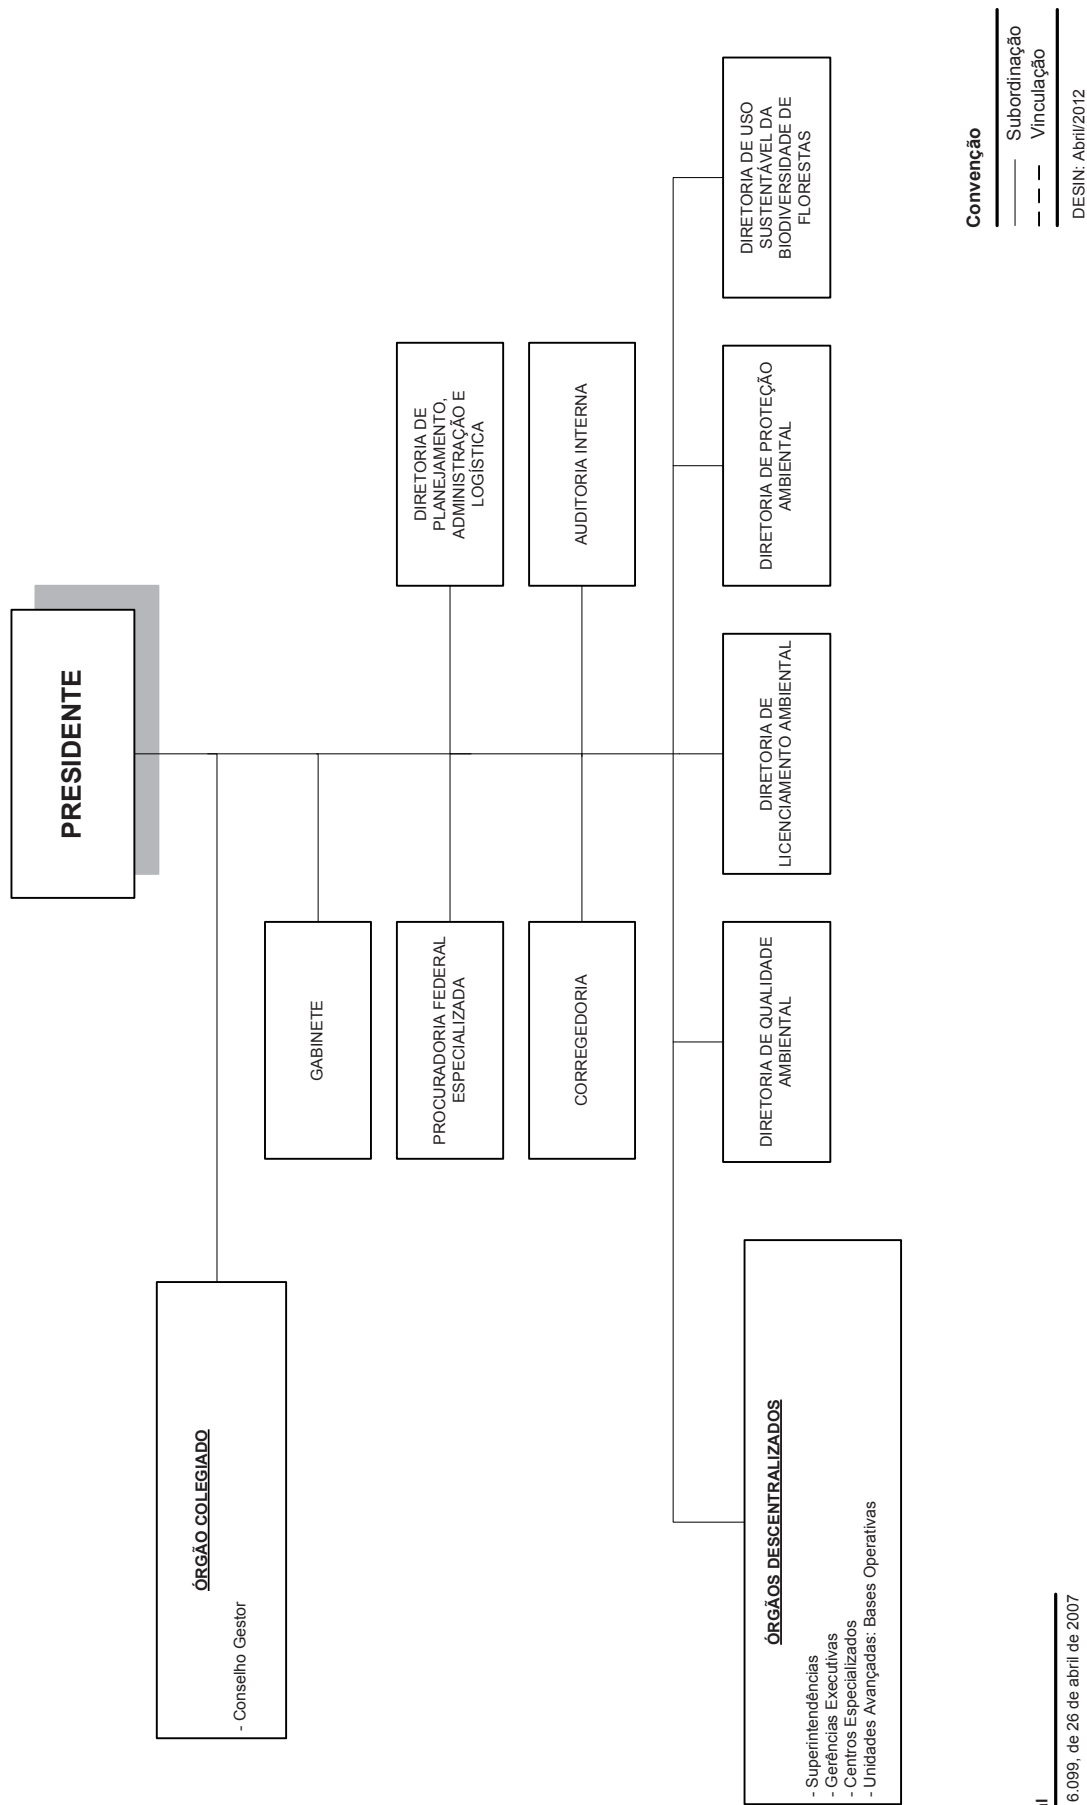 PRESIDENTE
ÓRGÃO COLEGIADO
- Conselho Gestor
GABINETE
PROCURADORIA FEDERAL
ESPECIALIZADA
DIRETORIA DE
PLANEJAMENTO,
ADMINISTRAÇÃO E
LOGÍSTICA
CORREGEDORIA
AUDITORIA INTERNA
ÓRGÃOS DESCENTRALIZADOS
- Superintendências
- Gerências Executivas
- Centros Especializados
- Unidades Avançadas: Bases Operativas
DIRETORIA DE QUALIDADE
AMBIENTAL
DIRETORIA DE
LICENCIAMENTO AMBIENTAL
DIRETORIA DE PROTEÇÃO
AMBIENTAL
DIRETORIA DE USO
SUSTENTÁVEL DA
BIODIVERSIDADE DE
FLORESTAS
6.099, de 26 de abril de 2007
Convenção
Subordinação
Vinculação
DESIN: Abril/2012